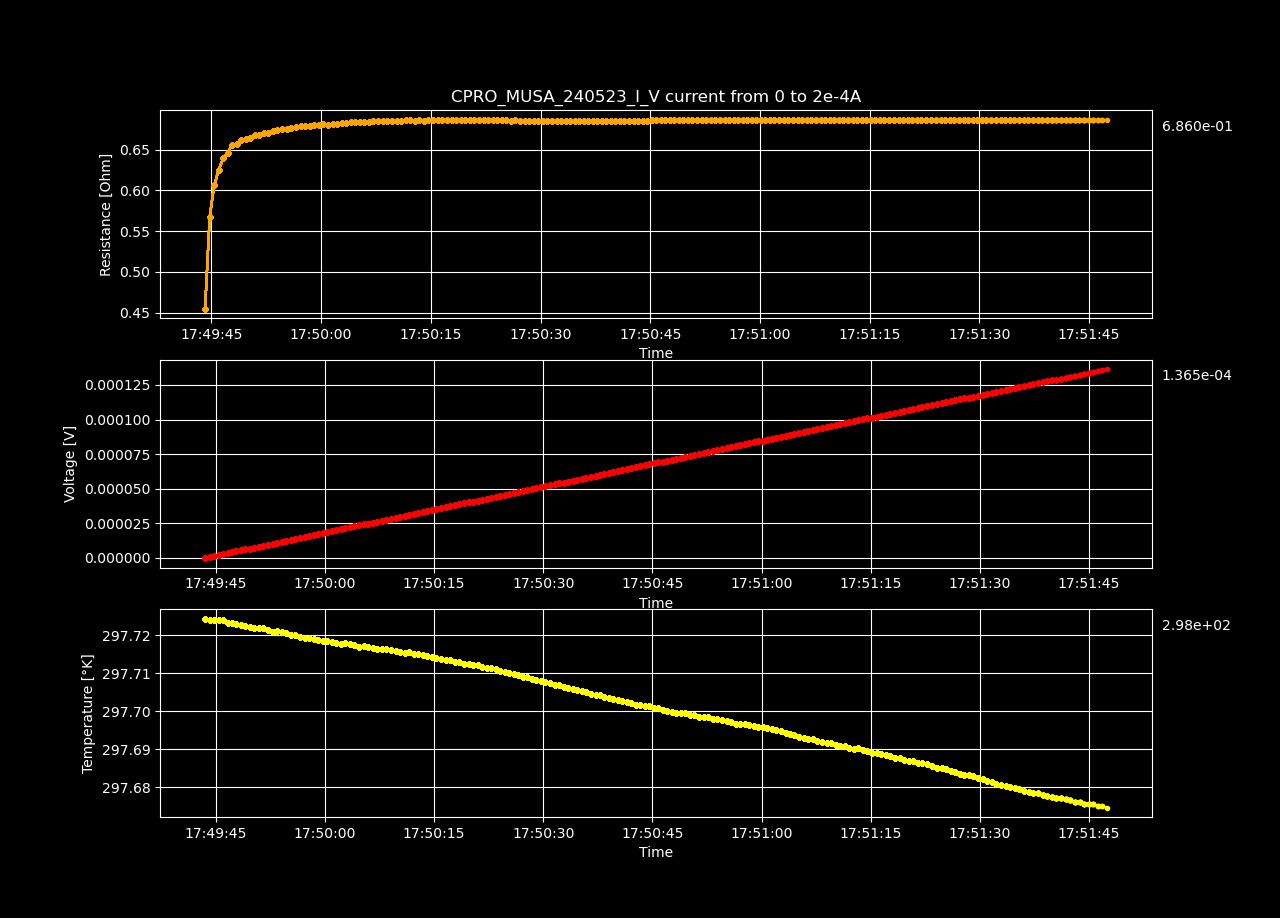 CPRO_MUSA_240523_I_V current from 0 to 2e-4A
6.860e-01
Resistance [Ohm]
0.65
0.60
0.55
0.50
0.45
17:49:45 17:50:00 17:50:15 17:50:30 17:50:45 17:51:00 17:51:15 17:51:30 17:51:45
Time
1.365e-04
Voltage [V]
0.000125
0.000100
0.000075
0.000050
0.000025
0.000000
17:49:45 17:50:00 17:50:15 17:50:30 17:50:45 17:51:00 17:51:15 17:51:30 17:51:45
Time
2.98e+02
Temperature [°K]
297.72
297.71
297.70
297.69
297.68
17:49:45 17:50:00 17:50:15 17:50:30 17:50:45 17:51:00 17:51:15 17:51:30 17:51:45
Time